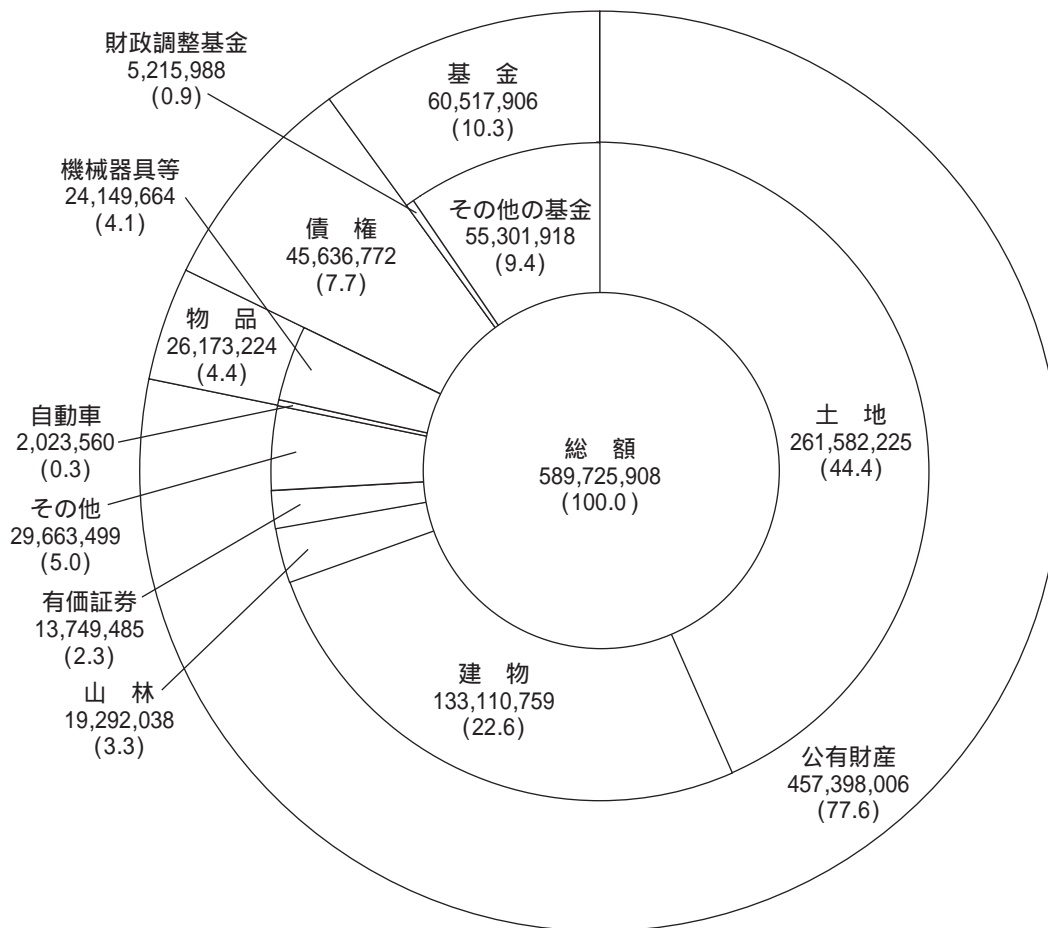 財政調整基金
5,215,988
(0.9)
基　金
60,517,906
(10.3)
機械器具等
24,149,664
(4.1)
債　権
45,636,772
(7.7)
その他の基金
55,301,918
(9.4)
物　品
26,173,224
(4.4)
自動車
2,023,560
(0.3)
総　額
589,725,908
(100.0)
土　地
261,582,225
(44.4)
その他
29,663,499
(5.0)
有価証券
13,749,485
(2.3)
山　林
19,292,038
(3.3)
建　物
133,110,759
(22.6)
公有財産
457,398,006
(77.6)